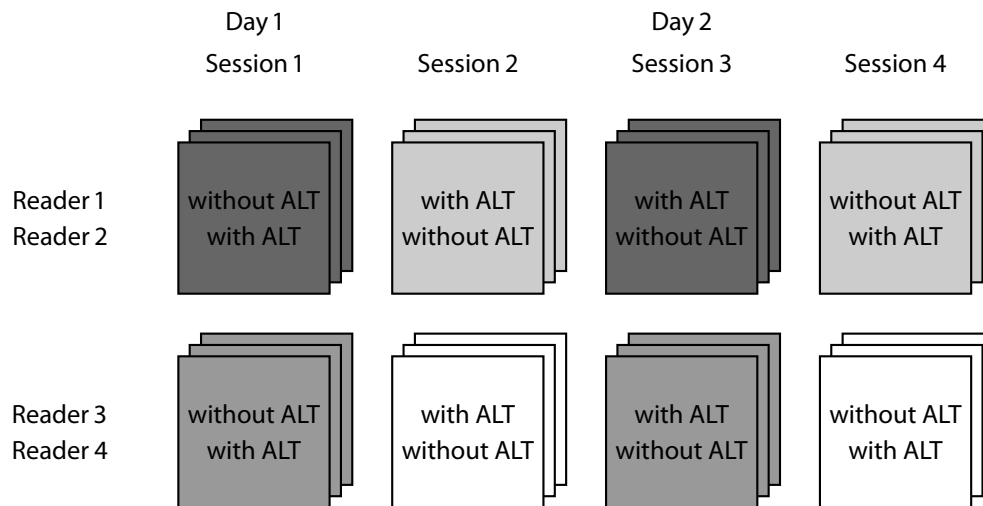 Day 1 Day 2
Session 1 Session 2 Session 3 Session 4
Reader 1 without ALT with ALT with ALT without ALT
Reader 2 with ALT without ALT without ALT with ALT
Reader 3 without ALT with ALT with ALT without ALT
Reader 4 with ALT without ALT without ALT with ALT